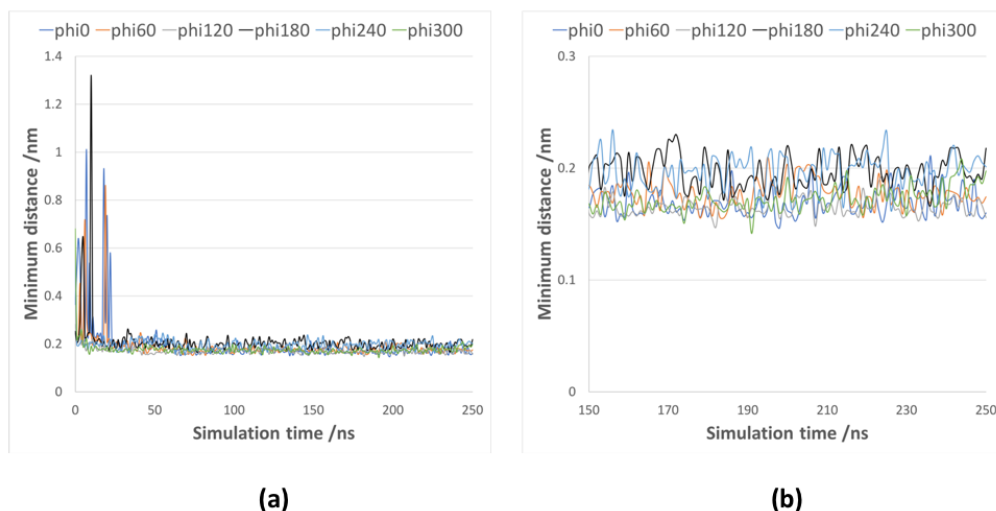 phi0 phi60 phi120 phi180 phi240 phi300
1.4
1.2
1
0.8
0.6
0.4
0.2
0
Minimum distance /nm
0 50 100 150 200 250
Simulation time /ns
(a)
phi0 phi60 phi120 phi180 phi240 phi300
0.3
0.2
0.1
0
Minimum distance /nm
150 170 190 210 230 250
Simulation time /ns
(b)